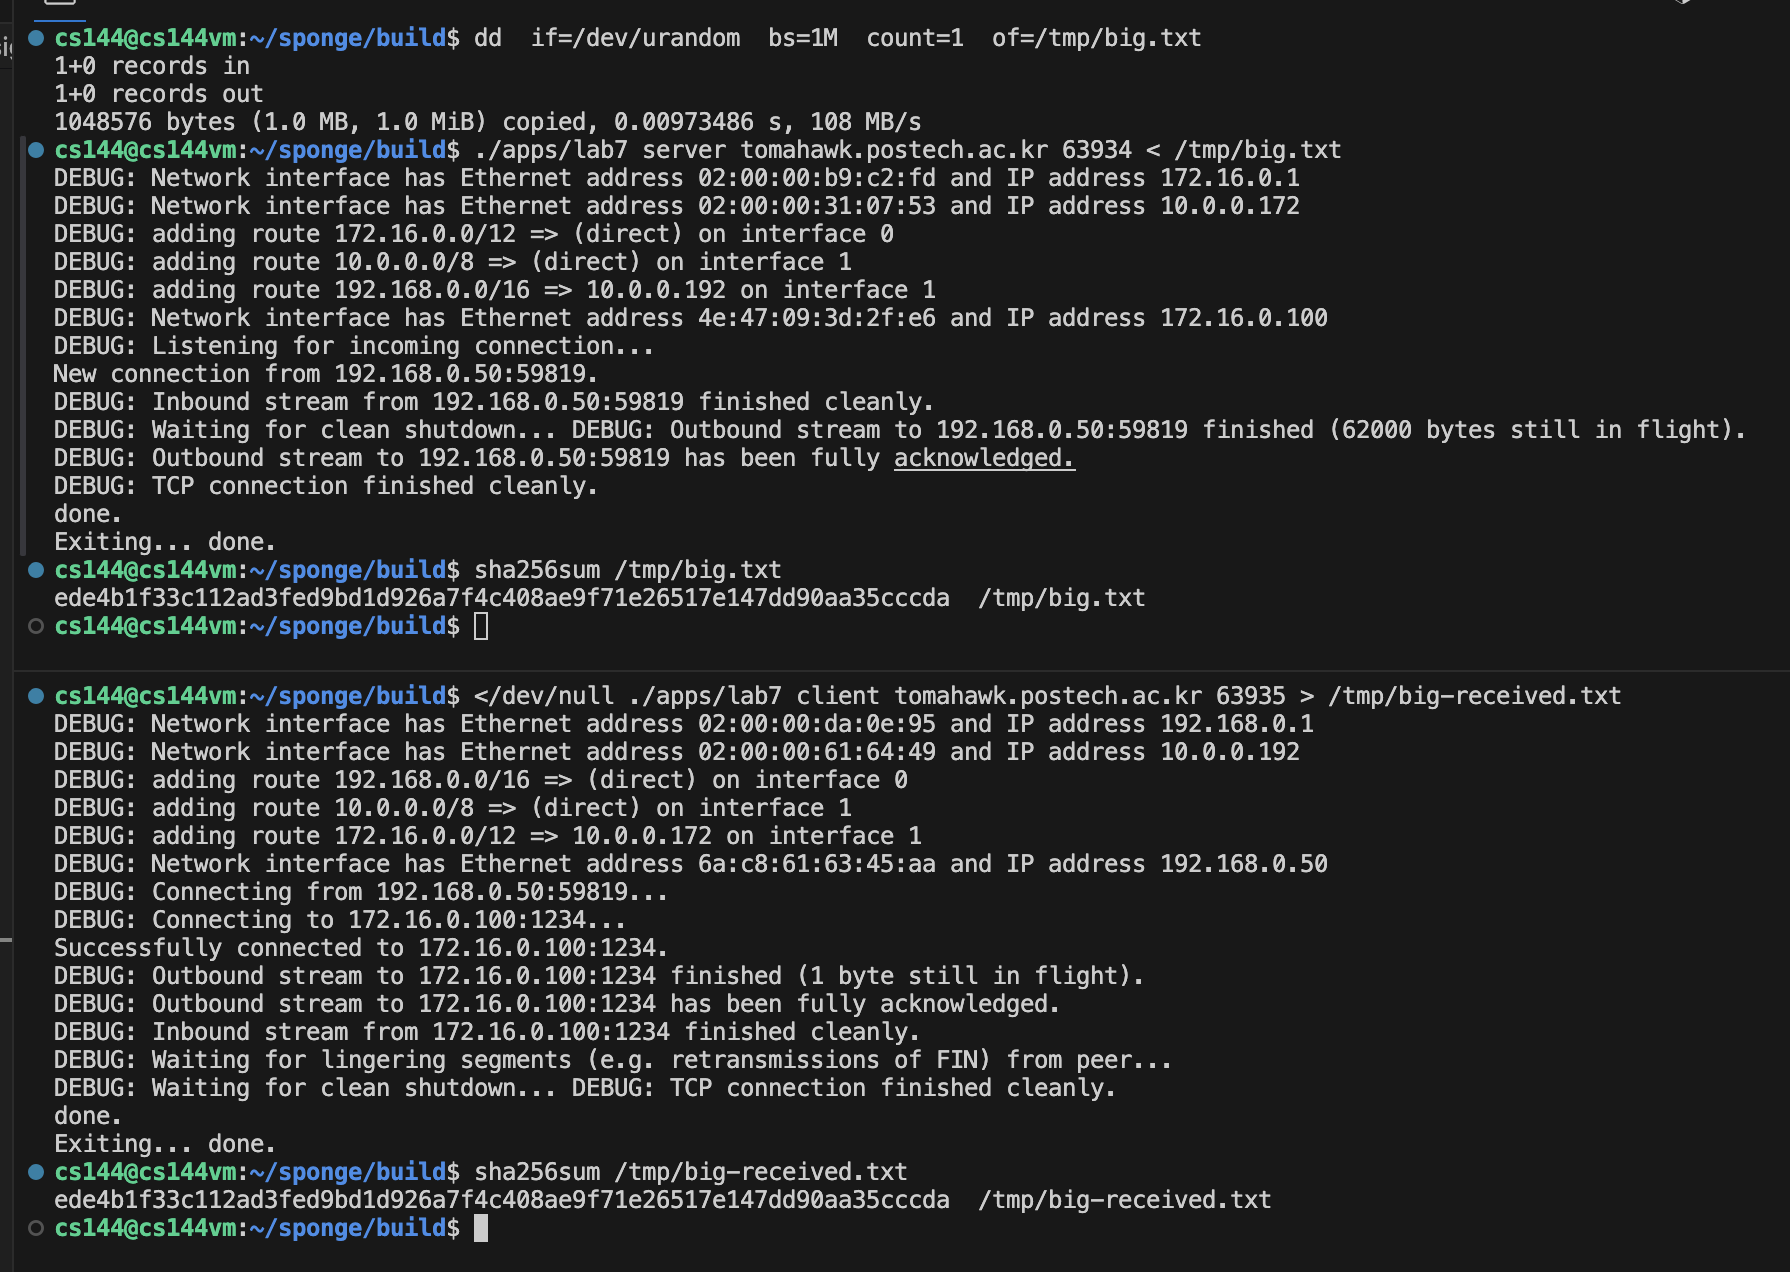 cs144@cs144vm:~/sponge/build$ dd  if=/dev/urandom  bs=1M  count=1  of=/tmp/big.txt
1+0 records in
1+0 records out
1048576 bytes (1.0 MB, 1.0 MiB) copied, 0.00973486 s, 108 MB/s
cs144@cs144vm:~/sponge/build$ ./apps/lab7 server tomahawk.postech.ac.kr 63934 < /tmp/big.txt
DEBUG: Network interface has Ethernet address 02:00:00:b9:c2:fd and IP address 172.16.0.1
DEBUG: Network interface has Ethernet address 02:00:00:31:07:53 and IP address 10.0.0.172
DEBUG: adding route 172.16.0.0/12 => (direct) on interface 0
DEBUG: adding route 10.0.0.0/8 => (direct) on interface 1
DEBUG: adding route 192.168.0.0/16 => 10.0.0.192 on interface 1
DEBUG: Network interface has Ethernet address 4e:47:09:3d:2f:e6 and IP address 172.16.0.100
DEBUG: Listening for incoming connection...
New connection from 192.168.0.50:59819.
DEBUG: Inbound stream from 192.168.0.50:59819 finished cleanly.
DEBUG: Waiting for clean shutdown... DEBUG: Outbound stream to 192.168.0.50:59819 finished (62000 bytes still in flight).
DEBUG: Outbound stream to 192.168.0.50:59819 has been fully acknowledged.
DEBUG: TCP connection finished cleanly.
done.
Exiting... done.
cs144@cs144vm:~/sponge/build$ sha256sum /tmp/big.txt
ede4b1f33c112ad3fed9bd1d926a7f4c408ae9f71e26517e147dd90aa35cccda  /tmp/big.txt
cs144@cs144vm:~/sponge/build$
cs144@cs144vm:~/sponge/build$ </dev/null ./apps/lab7 client tomahawk.postech.ac.kr 63935 > /tmp/big-received.txt
DEBUG: Network interface has Ethernet address 02:00:00:da:0e:95 and IP address 192.168.0.1
DEBUG: Network interface has Ethernet address 02:00:00:61:64:49 and IP address 10.0.0.192
DEBUG: adding route 192.168.0.0/16 => (direct) on interface 0
DEBUG: adding route 10.0.0.0/8 => (direct) on interface 1
DEBUG: adding route 172.16.0.0/12 => 10.0.0.172 on interface 1
DEBUG: Network interface has Ethernet address 6a:c8:61:63:45:aa and IP address 192.168.0.50
DEBUG: Connecting from 192.168.0.50:59819...
DEBUG: Connecting to 172.16.0.100:1234...
Successfully connected to 172.16.0.100:1234.
DEBUG: Outbound stream to 172.16.0.100:1234 finished (1 byte still in flight).
DEBUG: Outbound stream to 172.16.0.100:1234 has been fully acknowledged.
DEBUG: Inbound stream from 172.16.0.100:1234 finished cleanly.
DEBUG: Waiting for lingering segments (e.g. retransmissions of FIN) from peer...
DEBUG: Waiting for clean shutdown... DEBUG: TCP connection finished cleanly.
done.
Exiting... done.
cs144@cs144vm:~/sponge/build$ sha256sum /tmp/big-received.txt
ede4b1f33c112ad3fed9bd1d926a7f4c408ae9f71e26517e147dd90aa35cccda  /tmp/big-received.txt
cs144@cs144vm:~/sponge/build$